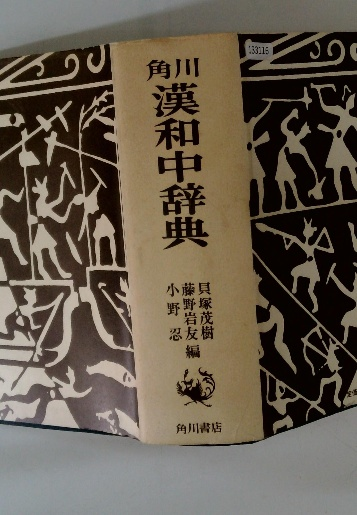 133116
角川
漢和中辞典
貝塚茂樹
藤野岩友
小野 忍
編
角川書店